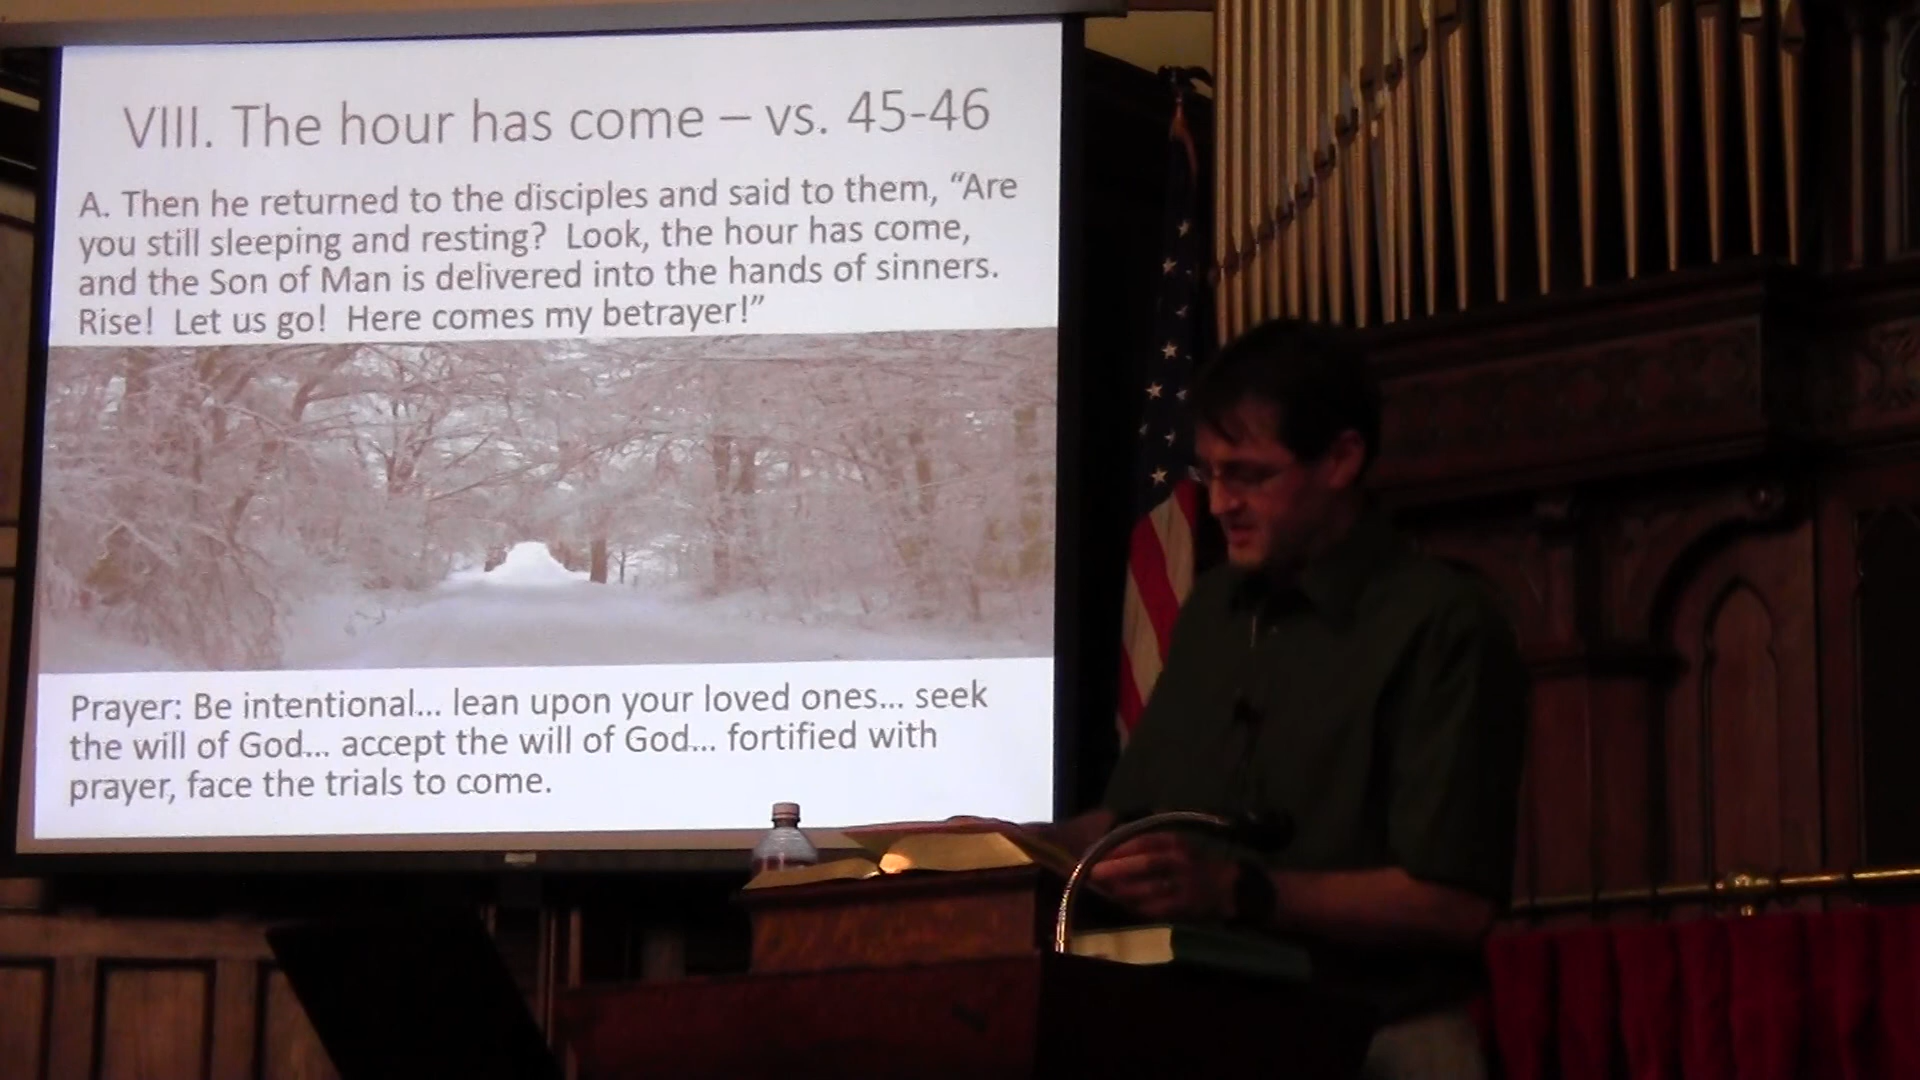 VIII. The hour has come – vs. 45-46
A. Then he returned to the disciples and said to them, “Are
you still sleeping and resting?  Look, the hour has come,
and the Son of Man is delivered into the hands of sinners.
Rise!  Let us go!  Here comes my betrayer!”
Prayer: Be intentional... lean upon your loved ones... seek
the will of God... accept the will of God... fortified with
prayer, face the trials to come.